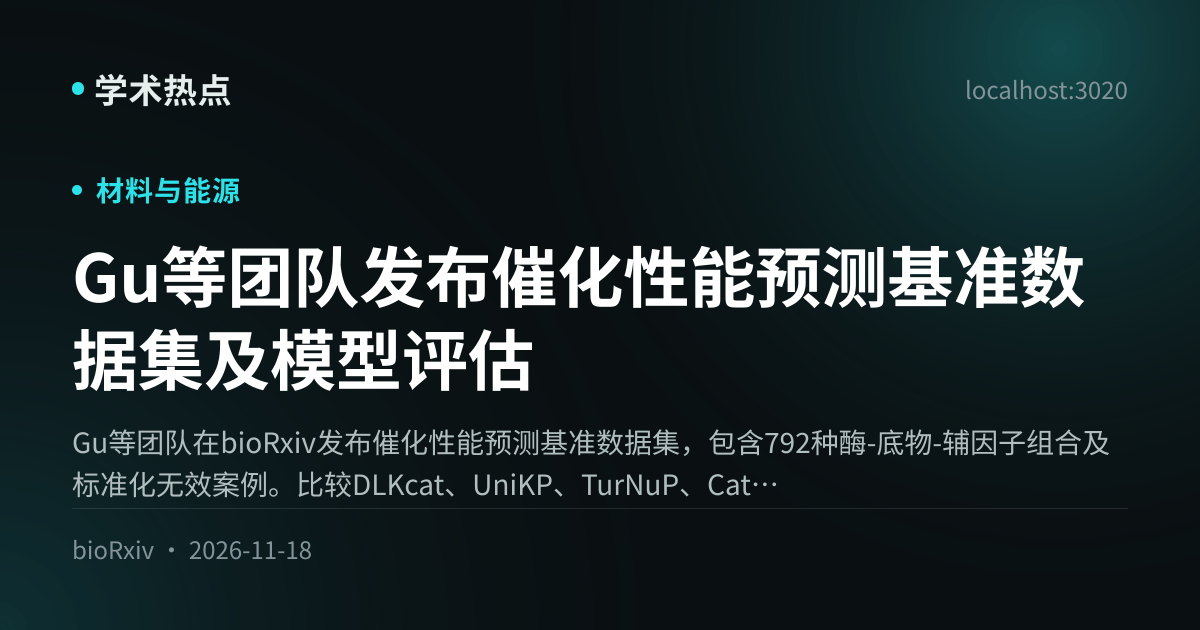 学术热点
localhost:3020
材料与能源
Gu等团队发布催化性能预测基准数
据集及模型评估
Gu等团队在bioRxiv发布催化性能预测基准数据集，包含792种酶-底物-辅因子组合及
标准化无效案例。比较DLKcat、UniKP、TurNuP、Cat…
bioRxiv · 2026-11-18